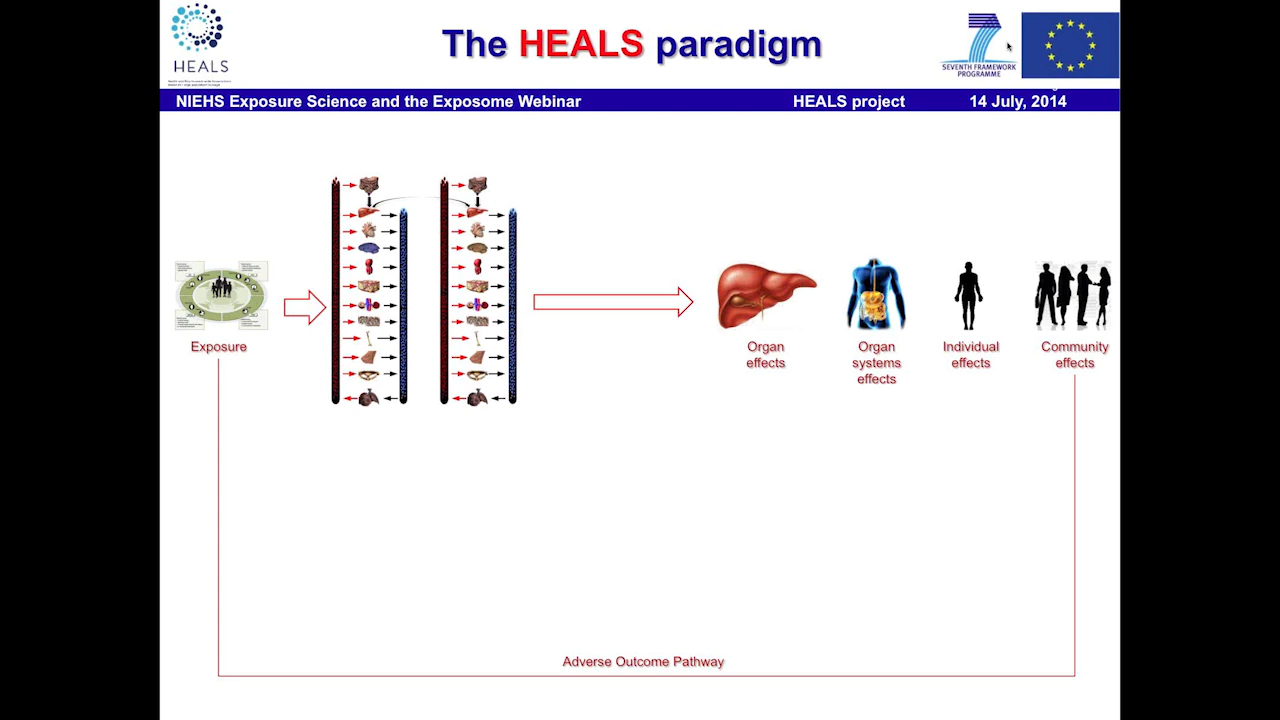 The HEALS paradigm
HEALS
SEVENTH FRAMEWORK
PROGRAMME
NIEHS Exposure Science and the Exposome Webinar
HEALS project
14 July, 2014
Exposure
Organ
effects
Organ
systems
effects
Individual
effects
Community
effects
Adverse Outcome Pathway